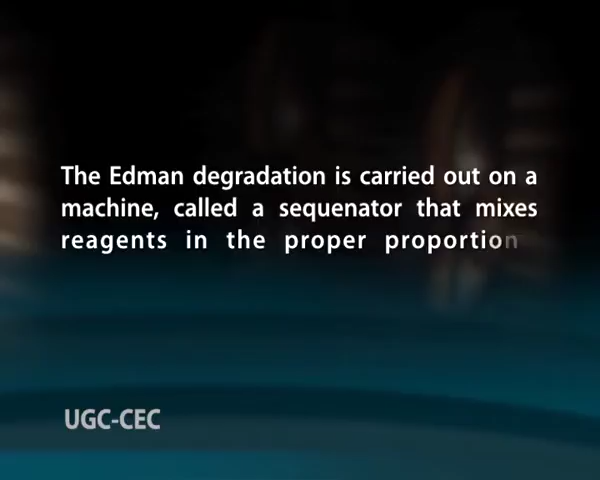 The Edman degradation is carried out on a
machine, called a sequenator that mixes
reagents in the proper proportion
UGC-CEC